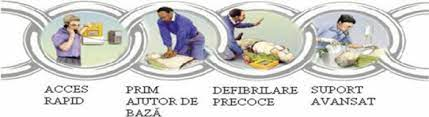 ACCES
RAPID
PRIM
AJUTOR DE
BAZĂ
DEFIBRILARE
PRECOCE
SUPORT
AVANSAT